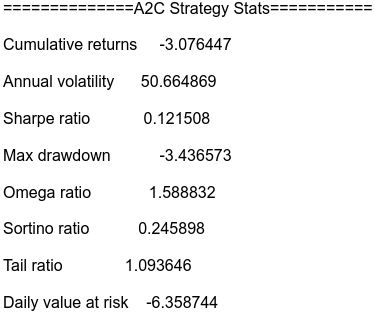 ==============A2C Strategy Stats===========
Cumulative returns -3.076447
Annual volatility 50.664869
Sharpe ratio 0.121508
Max drawdown -3.436573
Omega ratio 1.588832
Sortino ratio 0.245898
Tail ratio 1.093646
Daily value at risk -6.358744